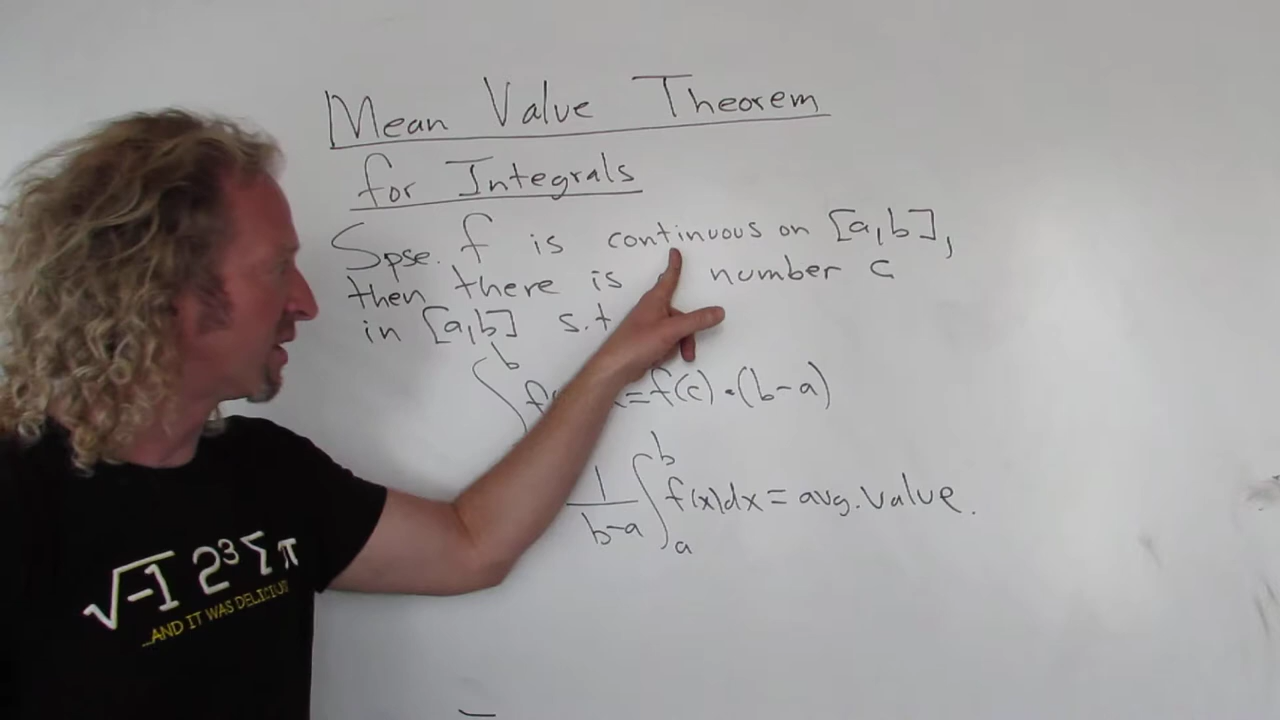 Mean Value Theorem
for Integrals
Spse. f is continuous on [a,b],
then there is number c
in [a,b] s.t
∫ b f( = f(c)·(b-a)
1/(b-a) ∫_a^b f(x)dx = avg. value.
√-1 2³ Σ π
...AND IT WAS DELICIOUS